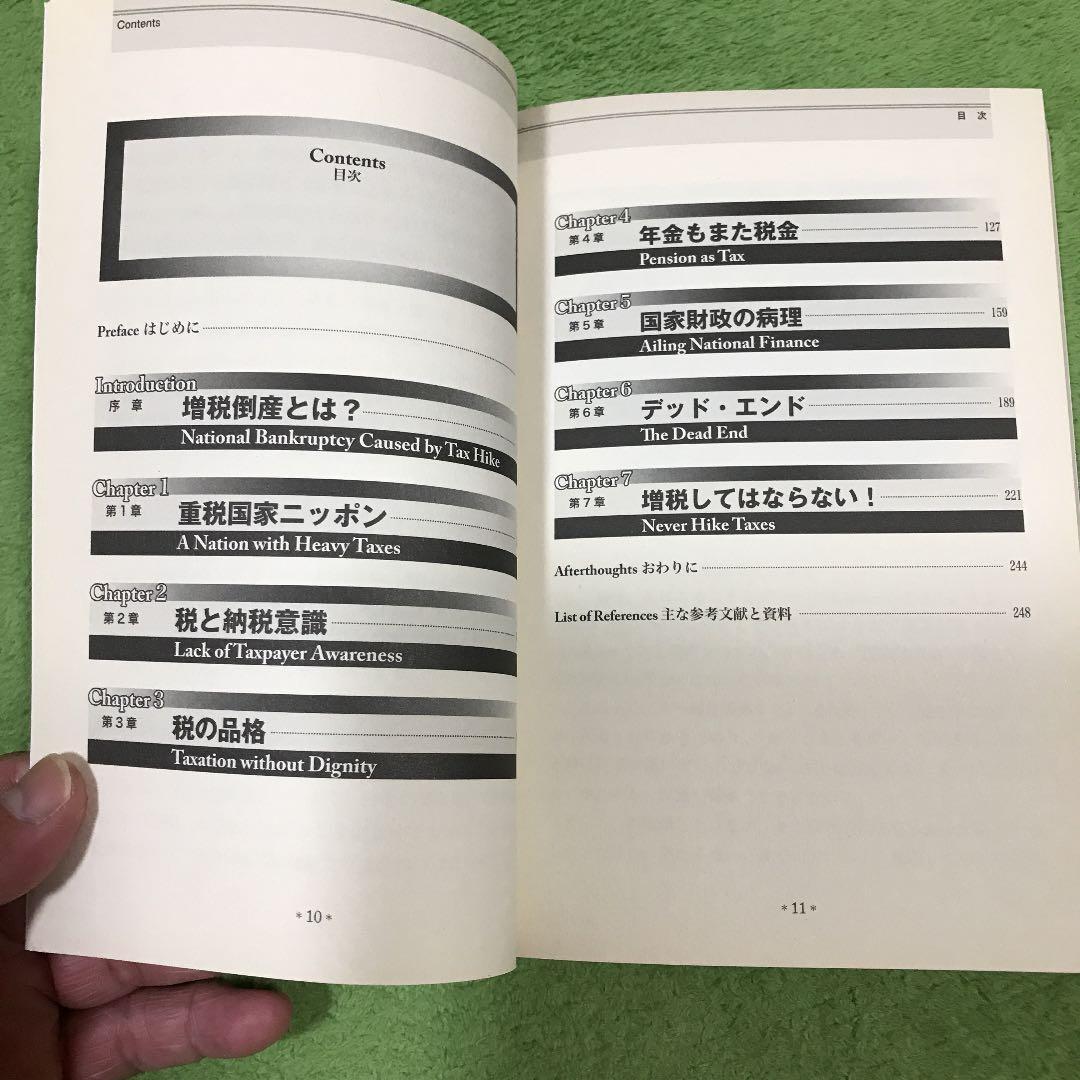 Contents
Contents
目次
Preface はじめに
Introduction
序章
増税倒産とは？
National Bankruptcy Caused by Tax Hike
Chapter 1
第1章
重税国家ニッポン
A Nation with Heavy Taxes
Chapter 2
第2章
税と納税意識
Lack of Taxpayer Awareness
Chapter 3
第3章
税の品格
Taxation without Dignity
*10*
目次
Chapter 4
第4章
年金もまた税金 127
Pension as Tax
Chapter 5
第5章
国家財政の病理 159
Ailing National Finance
Chapter 6
第6章
デッド・エンド 189
The Dead End
Chapter 7
第7章
増税してはならない！ 221
Never Hike Taxes
Afterthoughts おわりに 244
List of References 主な参考文献と資料 248
*11*